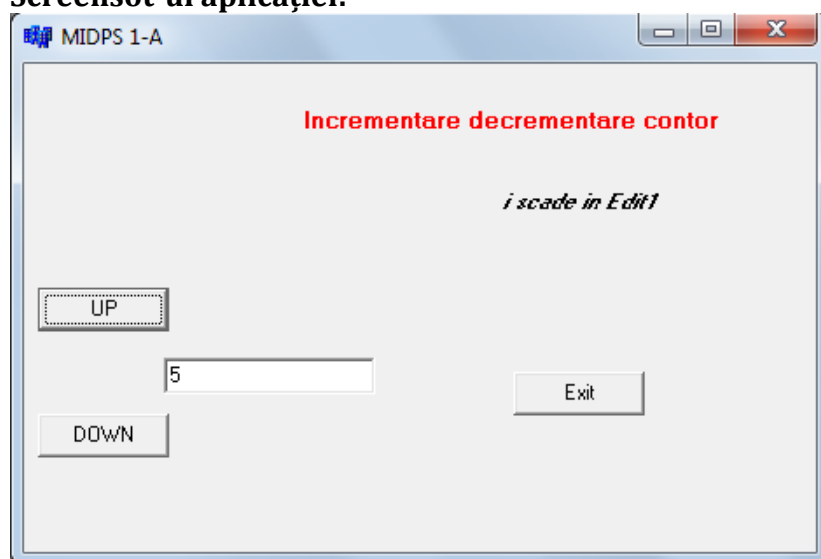 Screensot-ul aplicației:
MIDPS 1-A
Incrementare decrementare contor
i scade in Edit1
UP
5
Exit
DOWN